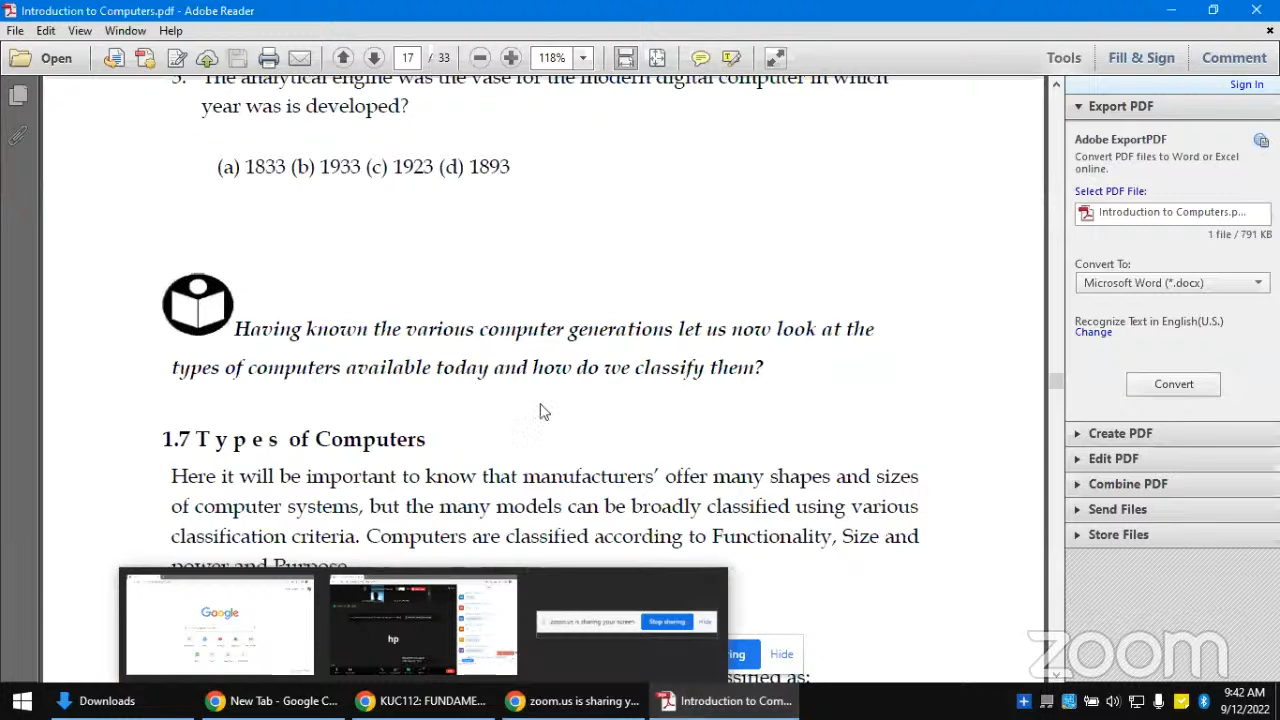 Introduction to Computers.pdf - Adobe Reader
File Edit View Window Help
Open 17 / 33 118% Tools Fill & Sign Comment
The analytical engine was the vase for the modern digital computer in which
year was is developed?
(a) 1833 (b) 1933 (c) 1923 (d) 1893
Having known the various computer generations let us now look at the
types of computers available today and how do we classify them?
1.7 T y p e s of Computers
Here it will be important to know that manufacturers' offer many shapes and sizes
of computer systems, but the many models can be broadly classified using various
classification criteria. Computers are classified according to Functionality, Size and
power and Purpose.
Sign In
Export PDF
Adobe ExportPDF
Convert PDF files to Word or Excel
online.
Select PDF File:
Introduction to Computers.p...
1 file / 791 KB
Convert To:
Microsoft Word (*.docx)
Recognize Text in English(U.S.)
Change
Convert
Create PDF
Edit PDF
Combine PDF
Send Files
Store Files
Google
hp
zoom.us is sharing your screen. Stop sharing Hide
Hide
zoom
Downloads
New Tab - Google C...
KUC112: FUNDAME...
zoom.us is sharing y...
Introduction to Com...
9:42 AM
9/12/2022